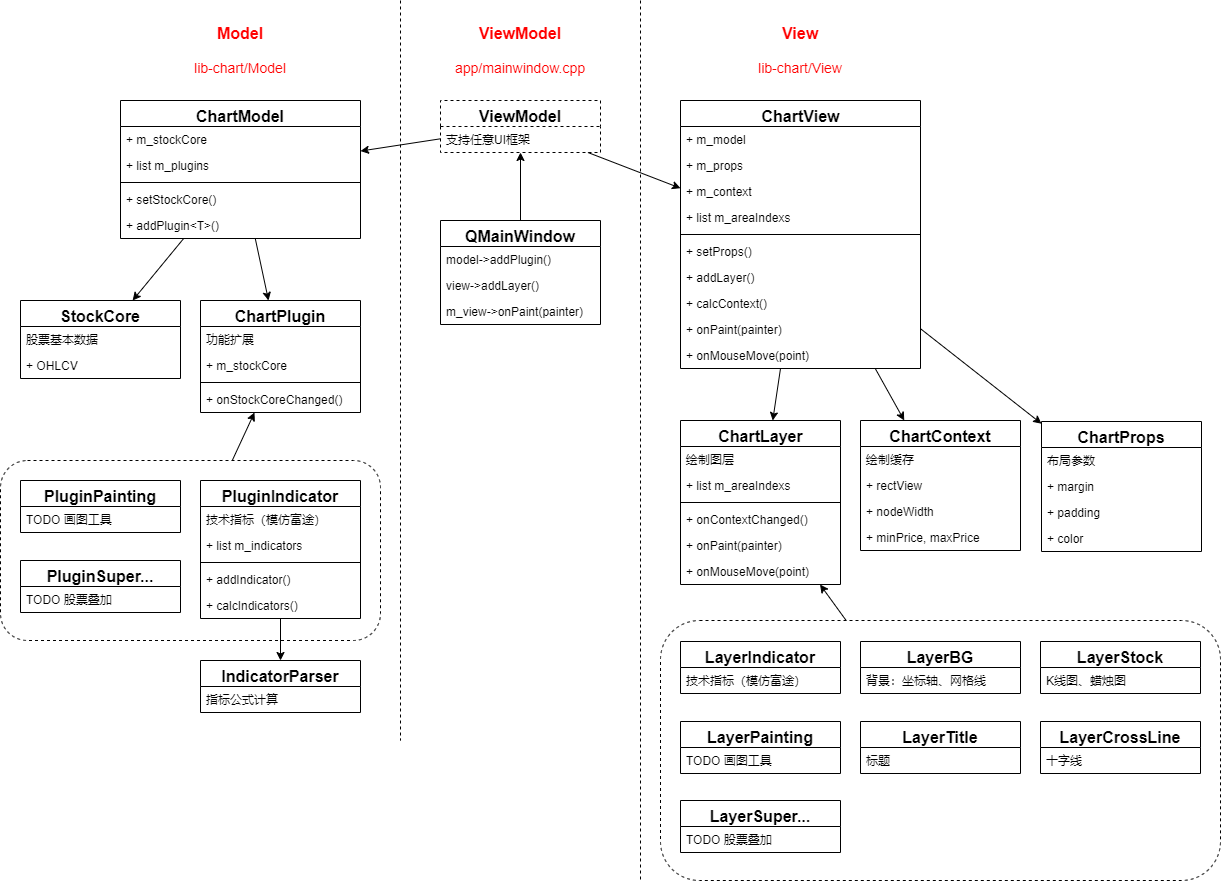 Model
lib-chart/Model
ChartModel
+ m_stockCore
+ list m_plugins
+ setStockCore()
+ addPlugin<T>()
StockCore
股票基本数据
+ OHLCV
ChartPlugin
功能扩展
+ m_stockCore
+ onStockCoreChanged()
PluginPainting
TODO 画图工具
PluginIndicator
技术指标（模仿富途）
+ list m_indicators
+ addIndicator()
+ calcIndicators()
PluginSuper...
TODO 股票叠加
IndicatorParser
指标公式计算
ViewModel
app/mainwindow.cpp
ViewModel
支持任意UI框架
QMainWindow
model->addPlugin()
view->addLayer()
m_view->onPaint(painter)
View
lib-chart/View
ChartView
+ m_model
+ m_props
+ m_context
+ list m_areaIndexs
+ setProps()
+ addLayer()
+ calcContext()
+ onPaint(painter)
+ onMouseMove(point)
ChartLayer
绘制图层
+ list m_areaIndexs
+ onContextChanged()
+ onPaint(painter)
+ onMouseMove(point)
ChartContext
绘制缓存
+ rectView
+ nodeWidth
+ minPrice, maxPrice
ChartProps
布局参数
+ margin
+ padding
+ color
LayerIndicator
技术指标（模仿富途）
LayerBG
背景：坐标轴、网格线
LayerStock
K线图、蜡烛图
LayerPainting
TODO 画图工具
LayerTitle
标题
LayerCrossLine
十字线
LayerSuper...
TODO 股票叠加